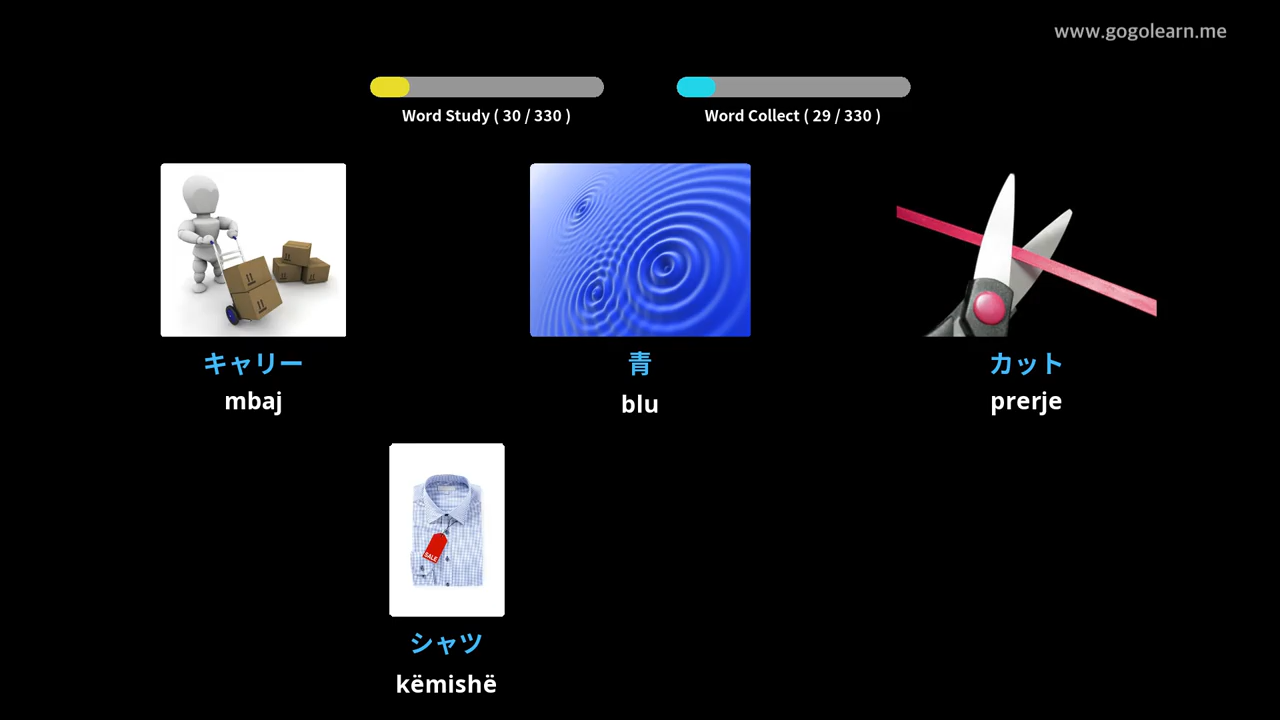 www.gogolearn.me
Word Study ( 30 / 330 )
Word Collect ( 29 / 330 )
キャリー
mbaj
青
blu
カット
prerje
SALE
シャツ
këmishë